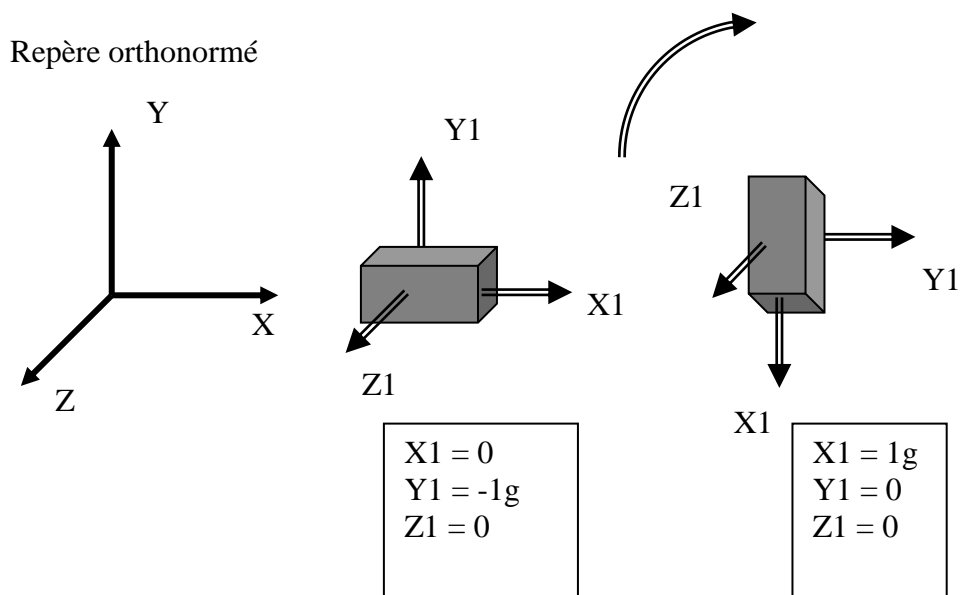 Repère orthonormé
Y
X
Z
Y1
X1
Z1
X1 = 0
Y1 = -1g
Z1 = 0
Z1
Y1
X1
X1 = 1g
Y1 = 0
Z1 = 0